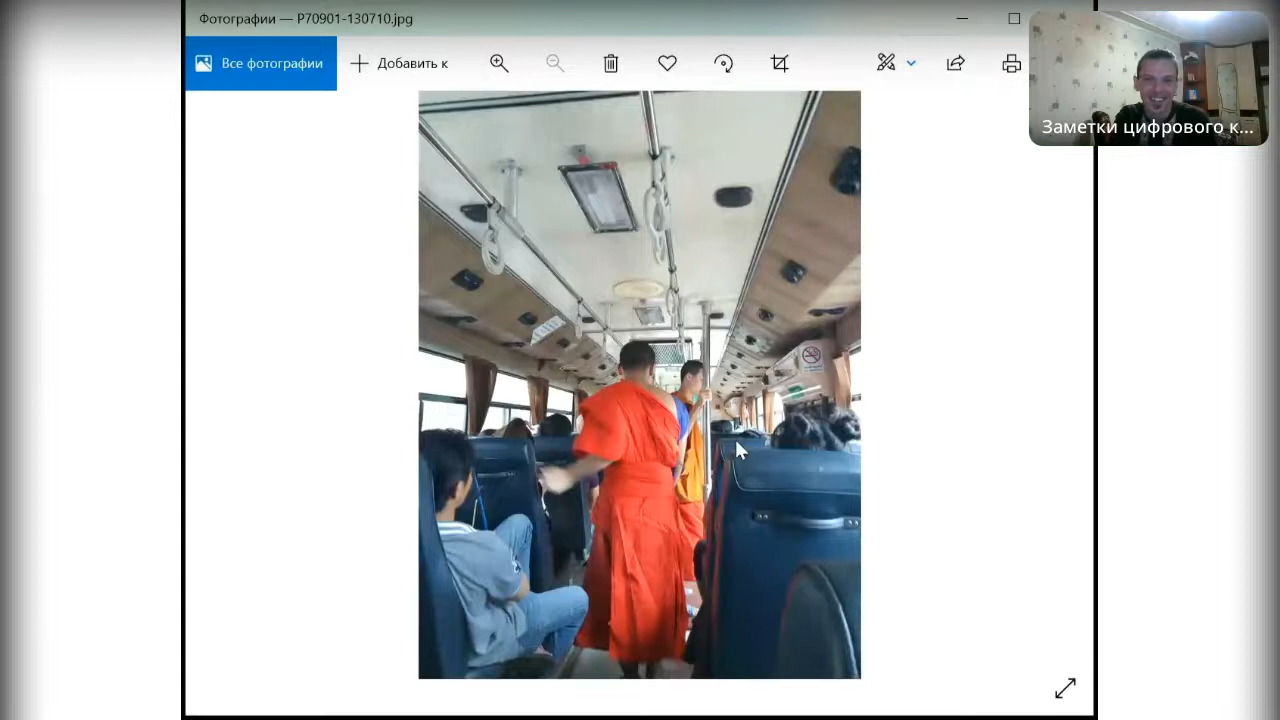 Фотографии — P70901-130710.jpg
Все фотографии
Добавить к
Заметки цифрового к...